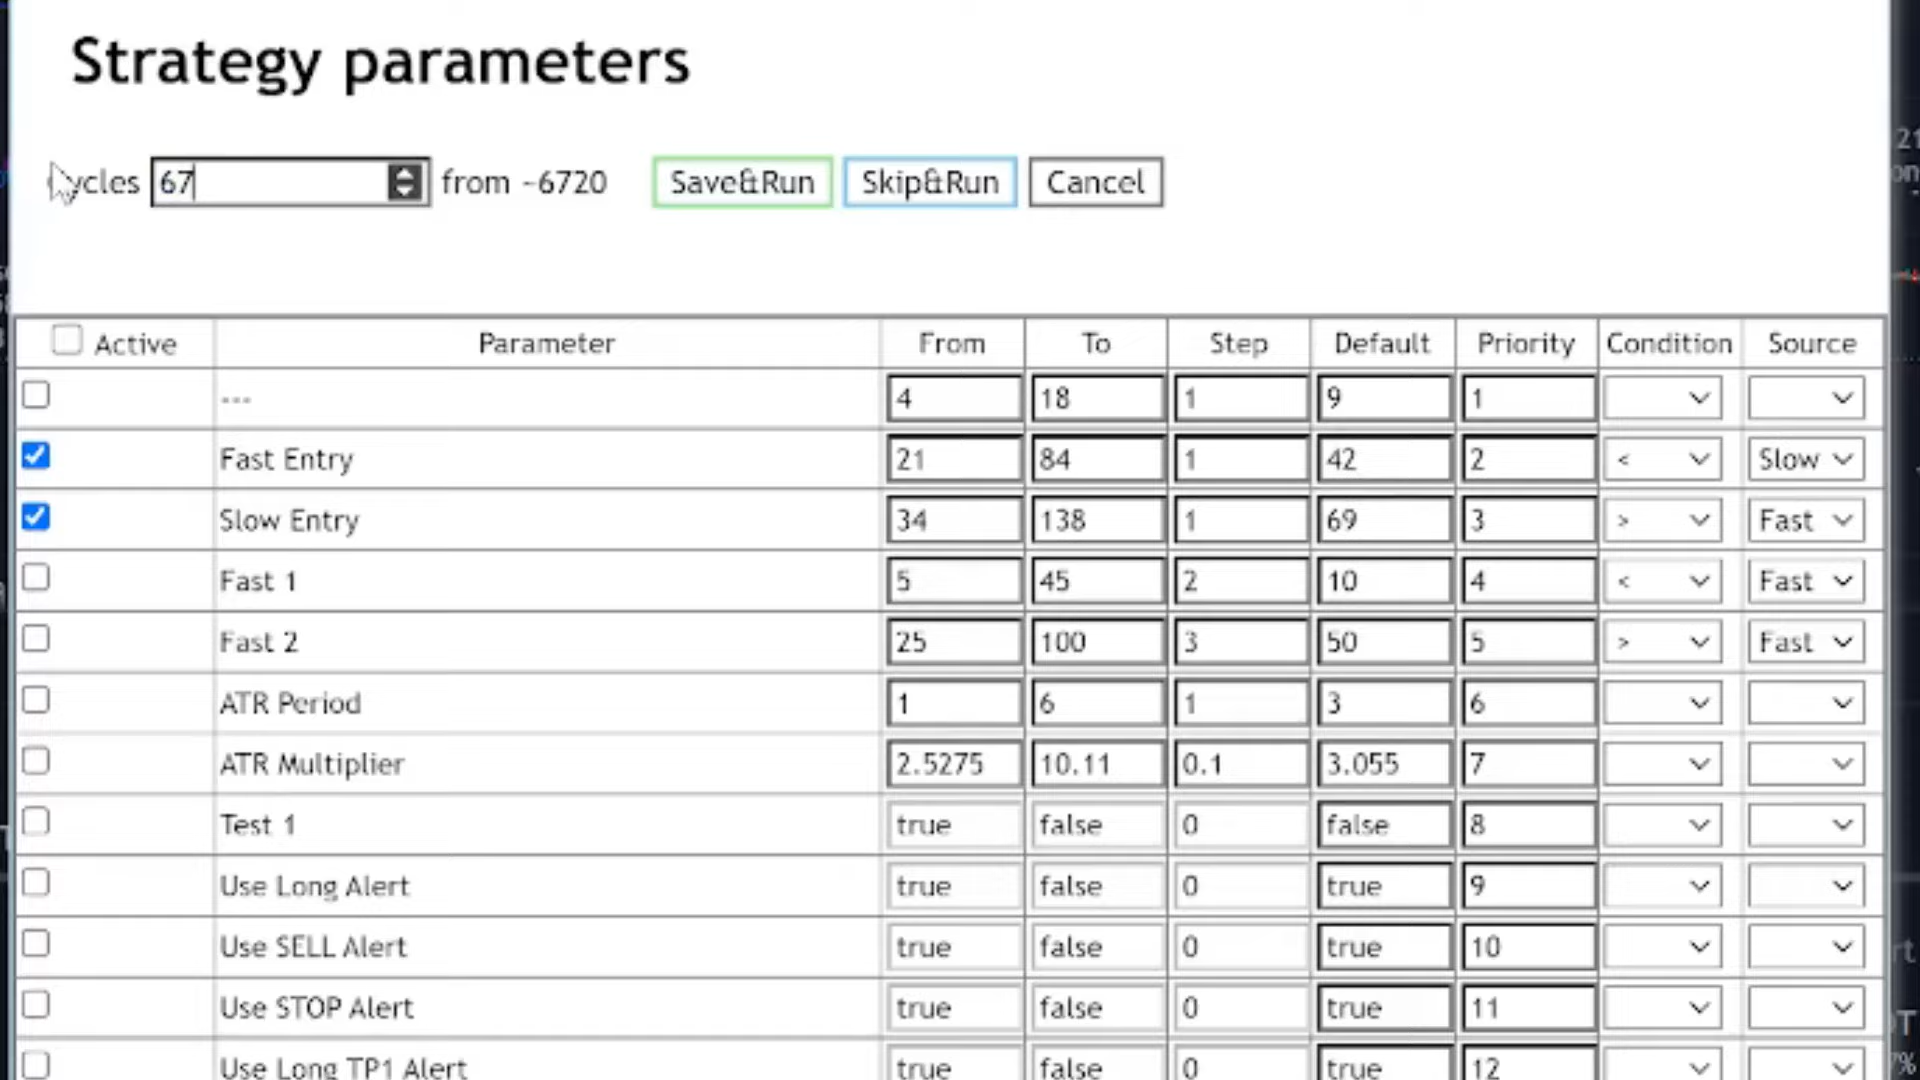 Strategy parameters
ycles 67 from ~6720 Save&Run Skip&Run Cancel
Active Parameter From To Step Default Priority Condition Source
--- 4 18 1 9 1
Fast Entry 21 84 1 42 2 < Slow
Slow Entry 34 138 1 69 3 > Fast
Fast 1 5 45 2 10 4 < Fast
Fast 2 25 100 3 50 5 > Fast
ATR Period 1 6 1 3 6
ATR Multiplier 2.5275 10.11 0.1 3.055 7
Test 1 true false 0 false 8
Use Long Alert true false 0 true 9
Use SELL Alert true false 0 true 10
Use STOP Alert true false 0 true 11
Use Long TP1 Alert true false 0 true 12